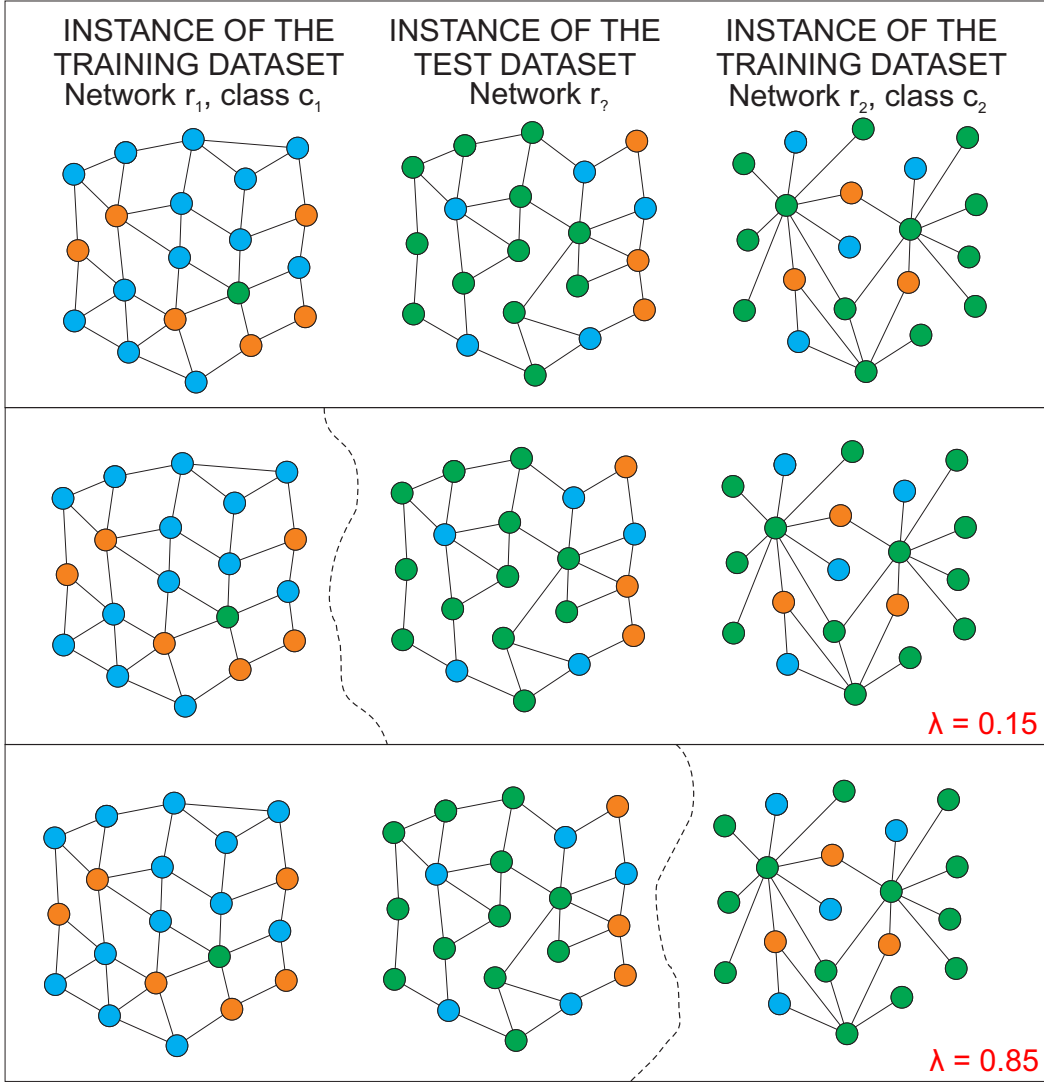 INSTANCE OF THE
TRAINING DATASET
Network r₁, class c₁
INSTANCE OF THE
TEST DATASET
Network r?
INSTANCE OF THE
TRAINING DATASET
Network r₂, class c₂
λ = 0.15
λ = 0.85